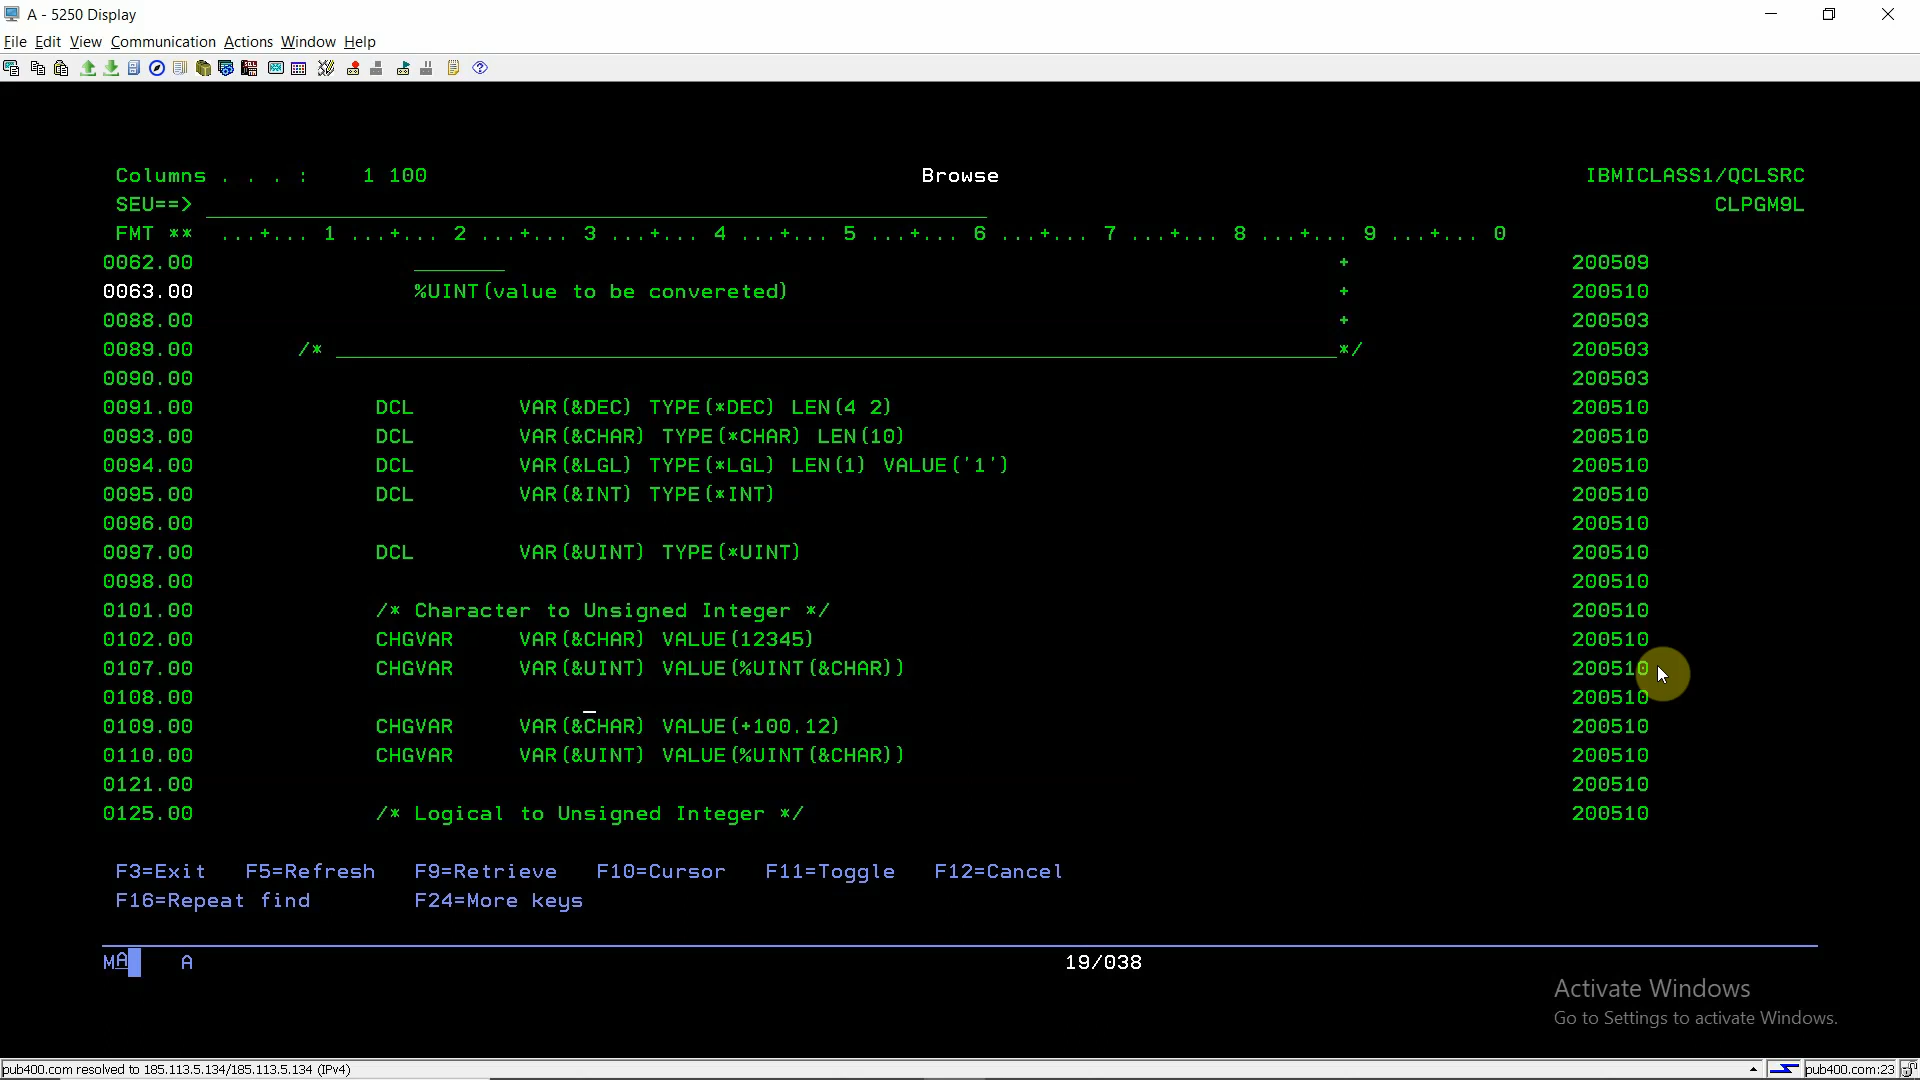 A - 5250 Display
File Edit View Communication Actions Window Help
Columns . . . : 1 100 Browse IBMICLASS1/QCLSRC
SEU==> CLPGM9L
FMT ** ...+... 1 ...+... 2 ...+... 3 ...+... 4 ...+... 5 ...+... 6 ...+... 7 ...+... 8 ...+... 9 ...+... 0
0062.00 ________ + 200509
0063.00 %UINT(value to be convereted) + 200510
0088.00 + 200503
0089.00 /* _____________________________________________________________________________*/ 200503
0090.00 200503
0091.00 DCL VAR(&DEC) TYPE(*DEC) LEN(4 2) 200510
0093.00 DCL VAR(&CHAR) TYPE(*CHAR) LEN(10) 200510
0094.00 DCL VAR(&LGL) TYPE(*LGL) LEN(1) VALUE('1') 200510
0095.00 DCL VAR(&INT) TYPE(*INT) 200510
0096.00 200510
0097.00 DCL VAR(&UINT) TYPE(*UINT) 200510
0098.00 200510
0101.00 /* Character to Unsigned Integer */ 200510
0102.00 CHGVAR VAR(&CHAR) VALUE(12345) 200510
0107.00 CHGVAR VAR(&UINT) VALUE(%UINT(&CHAR)) 200510
0108.00 200510
0109.00 CHGVAR VAR(&CHAR) VALUE(+100.12) 200510
0110.00 CHGVAR VAR(&UINT) VALUE(%UINT(&CHAR)) 200510
0121.00 200510
0125.00 /* Logical to Unsigned Integer */ 200510
F3=Exit F5=Refresh F9=Retrieve F10=Cursor F11=Toggle F12=Cancel
F16=Repeat find F24=More keys
MA A 19/038
Activate Windows
Go to Settings to activate Windows.
pub400.com resolved to 185.113.5.134/185.113.5.134 (IPv4) pub400.com:23